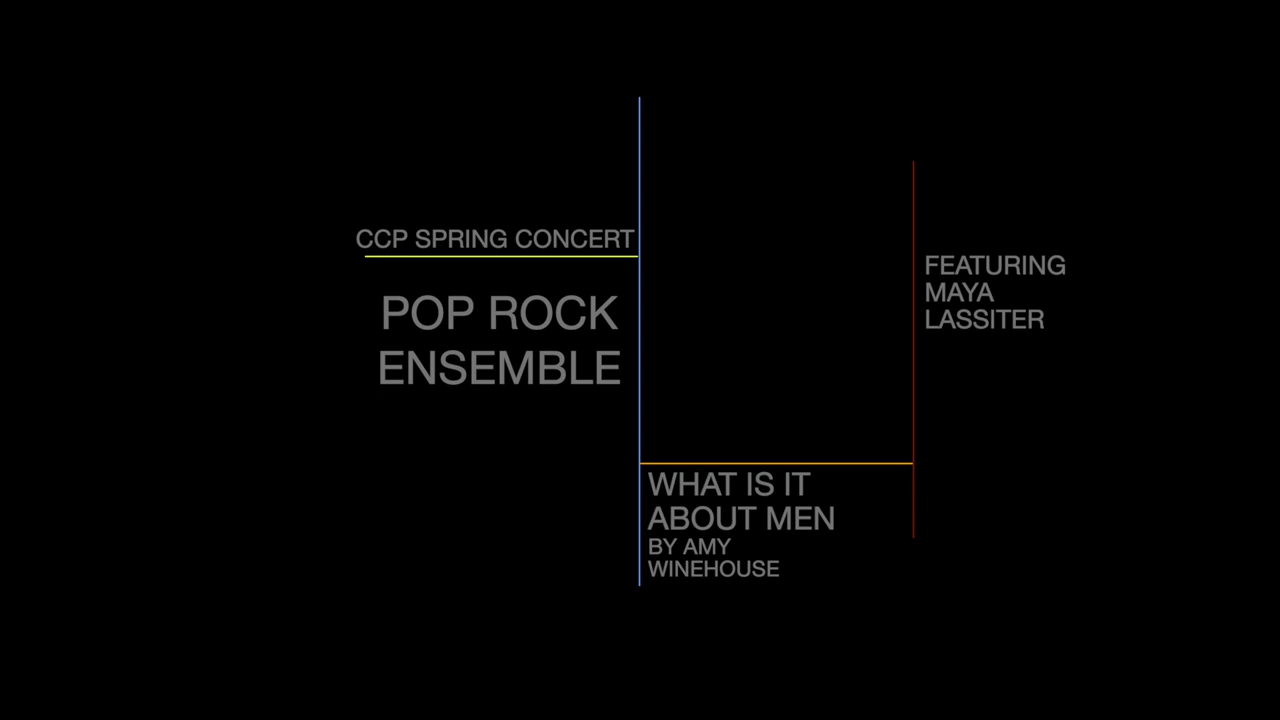 CCP SPRING CONCERT
POP ROCK
ENSEMBLE
WHAT IS IT
ABOUT MEN
BY AMY
WINEHOUSE
FEATURING
MAYA
LASSITER